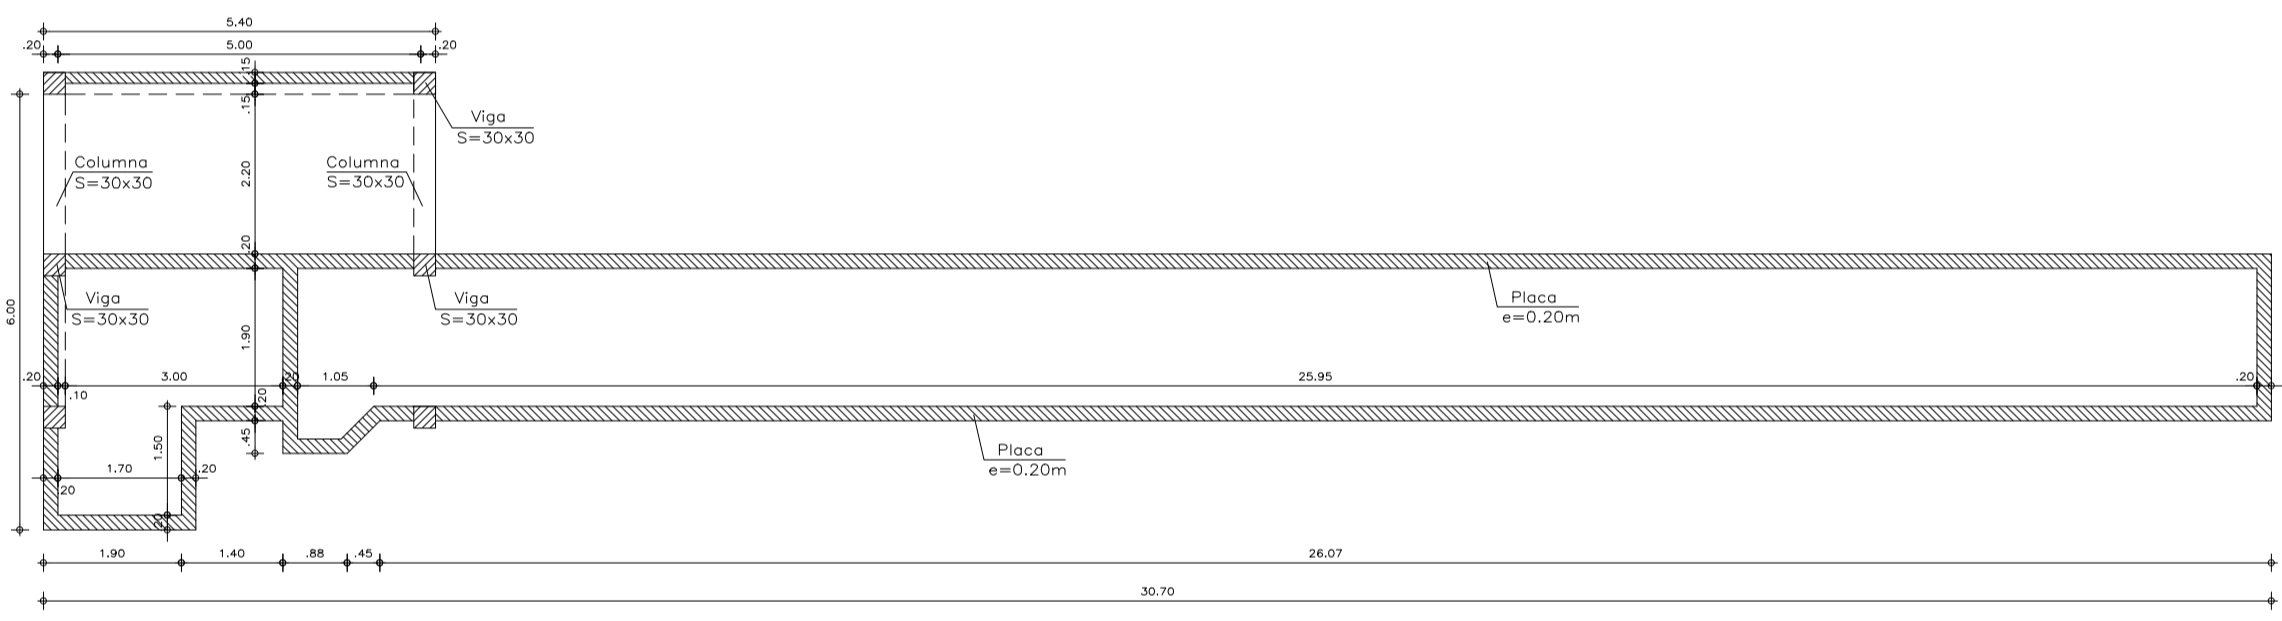 5.40
.20
5.00
.20
.15
.15
Viga
S=30x30
Columna
S=30x30
Columna
S=30x30
2.20
.20
6.00
Viga
S=30x30
Viga
S=30x30
Placa
e=0.20m
1.90
.20
3.00
.20
1.05
25.95
.20
.10
.20
1.50
.45
Placa
e=0.20m
1.70
.20
.20
.20
1.90
1.40
.88
.45
26.07
30.70